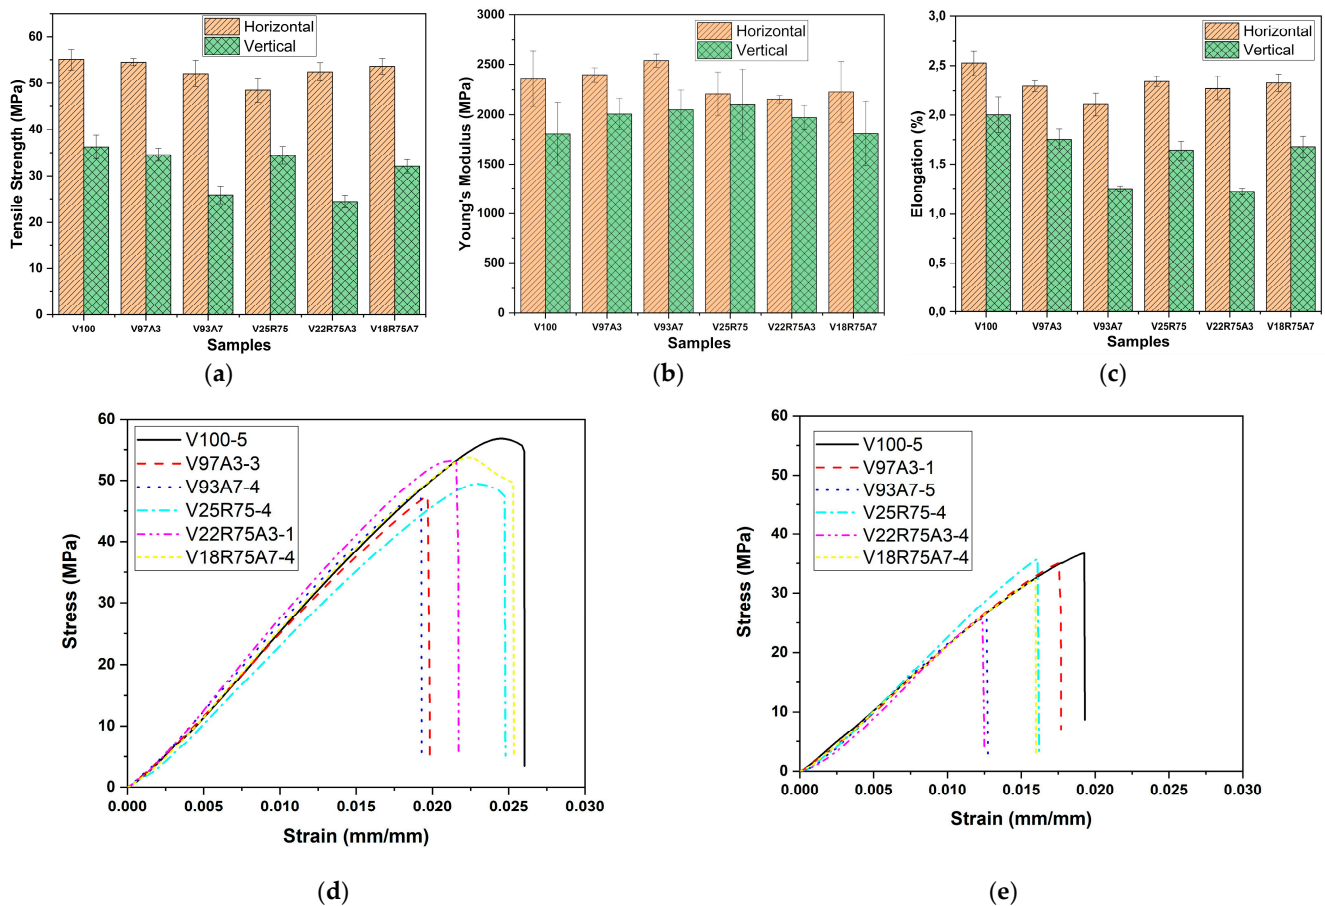 Horizontal
Vertical
Tensile Strength (MPa)
60
50
40
30
20
10
0
V100 V97A3 V93A7 V25R75 V22R75A3 V18R75A7
Samples
(a)
Horizontal
Vertical
Young's Modulus (MPa)
3000
2500
2000
1500
1000
500
0
V100 V97A3 V93A7 V25R75 V22R75A3 V18R75A7
Samples
(b)
Horizontal
Vertical
Elongation (%)
3,0
2,5
2,0
1,5
1,0
0,5
0,0
V100 V97A3 V93A7 V25R75 V22R75A3 V18R75A7
Samples
(c)
V100-5
V97A3-3
V93A7-4
V25R75-4
V22R75A3-1
V18R75A7-4
Stress (MPa)
60
50
40
30
20
10
0
0.000 0.005 0.010 0.015 0.020 0.025 0.030
Strain (mm/mm)
(d)
V100-5
V97A3-1
V93A7-5
V25R75-4
V22R75A3-4
V18R75A7-4
Stress (MPa)
60
50
40
30
20
10
0
0.000 0.005 0.010 0.015 0.020 0.025 0.030
Strain (mm/mm)
(e)